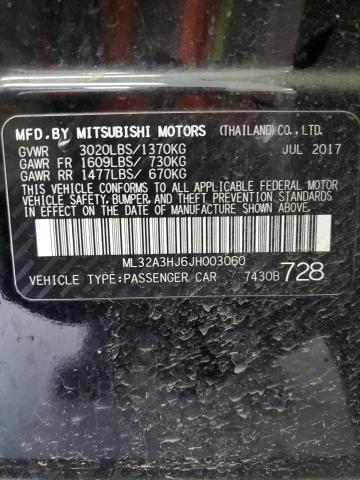 MFD.BY MITSUBISHI MOTORS (THAILAND)CO.,LTD.
GVWR 3020LBS/1370KG JUL 2017
GAWR FR 1609LBS/ 730KG
GAWR RR 1477LBS/ 670KG
THIS VEHICLE CONFORMS TO ALL APPLICABLE FEDERAL MOTOR
VEHICLE SAFETY, BUMPER, AND THEFT PREVENTION STANDARDS
IN EFFECT ON THE DATE OF MANUFACTURE SHOWN ABOVE.
ML32A3HJ6JH003060
VEHICLE TYPE:PASSENGER CAR 7430B 728